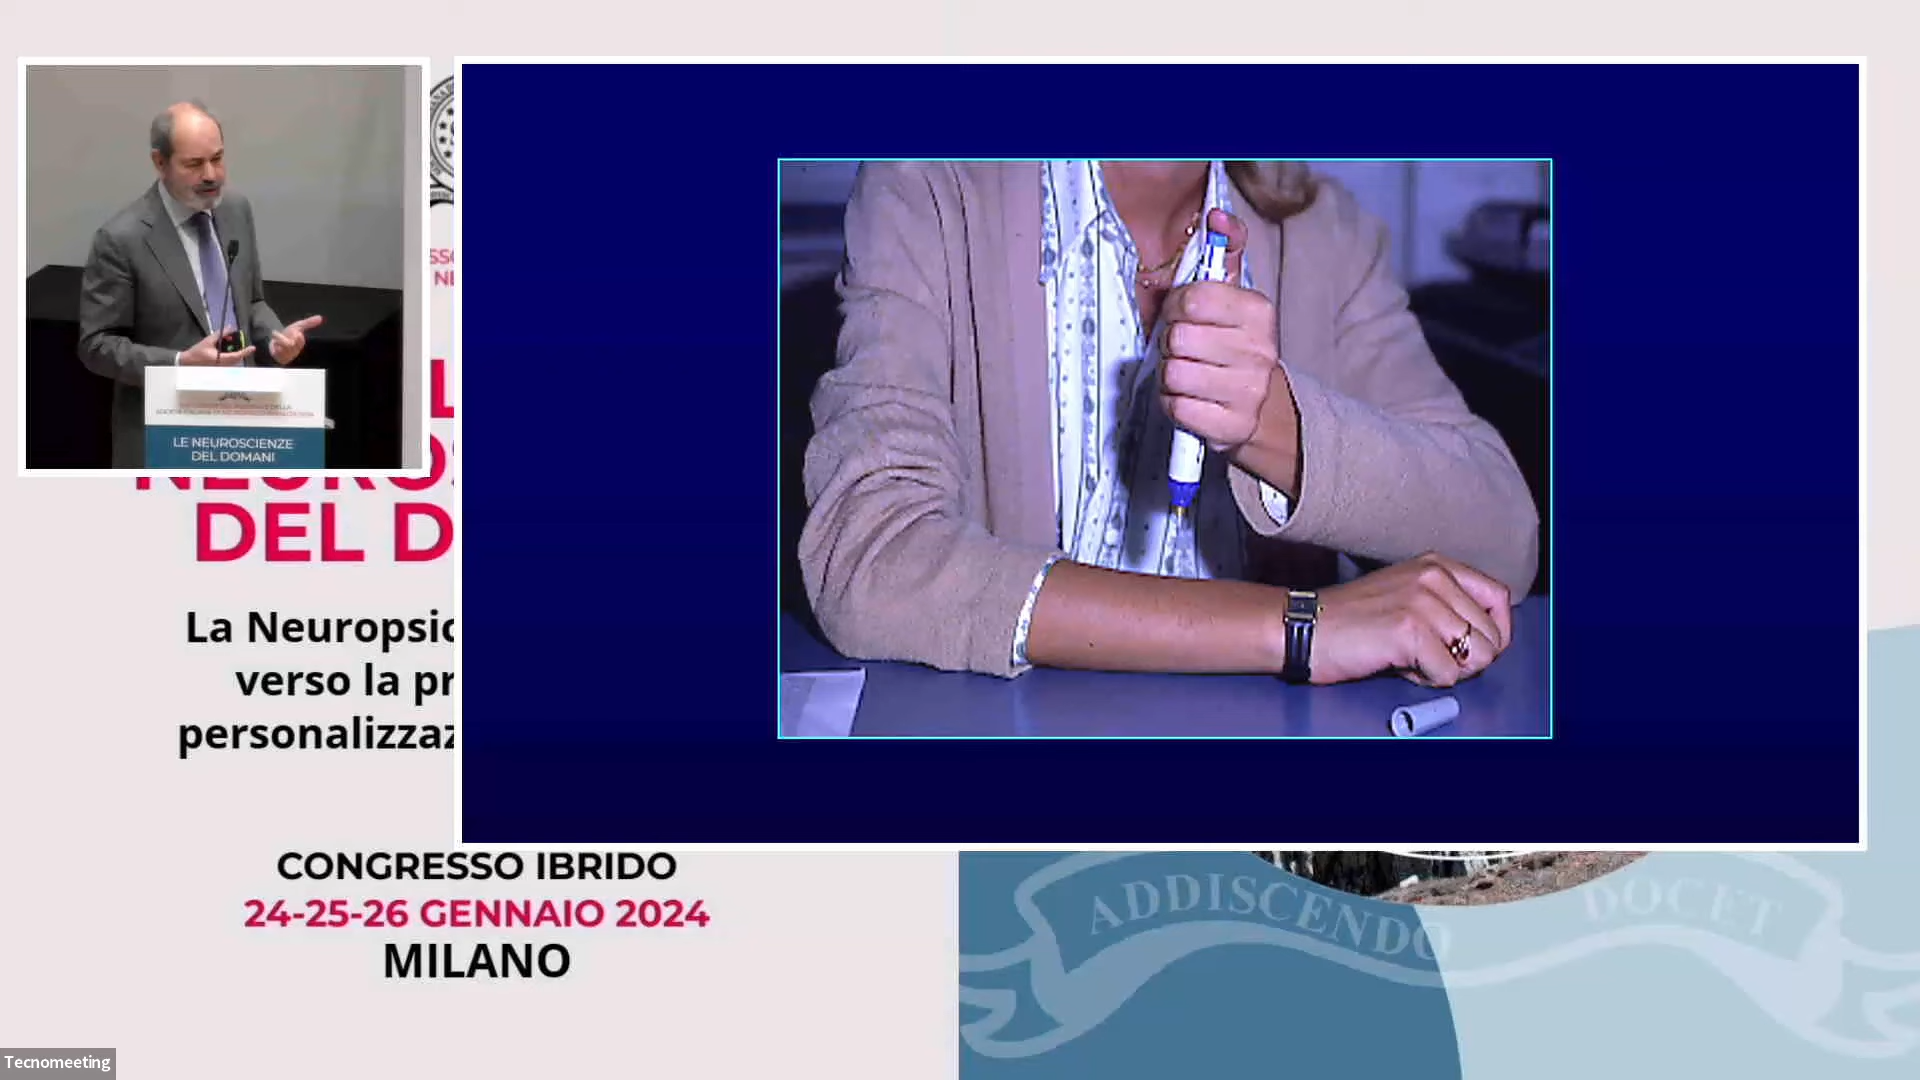 LE NEUROSCIENZE
DEL DOMANI
DEL D
La Neuropsic
verso la pr
personalizzaz
CONGRESSO IBRIDO
24-25-26 GENNAIO 2024
MILANO
ADDISCENDO DOCET
Tecnomeeting